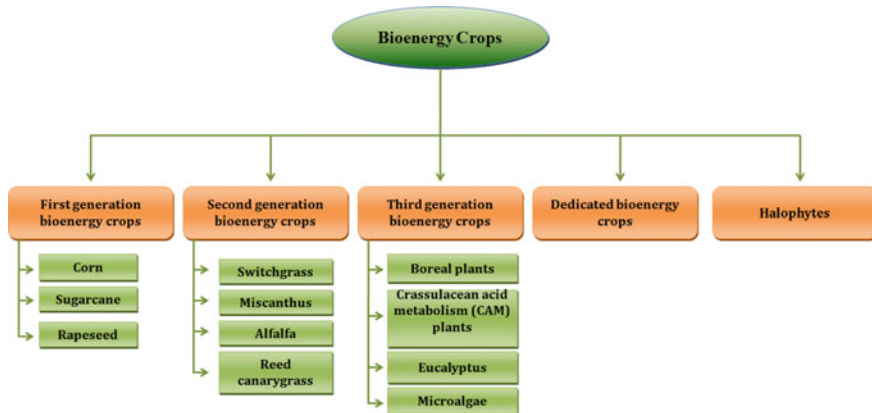 Bioenergy Crops
First generation
bioenergy crops
Second generation
bioenergy crops
Third generation
bioenergy crops
Dedicated bioenergy
crops
Halophytes
Corn
Sugarcane
Rapeseed
Switchgrass
Miscanthus
Alfalfa
Reed
canarygrass
Boreal plants
Crassulacean acid
metabolism (CAM)
plants
Eucalyptus
Microalgae